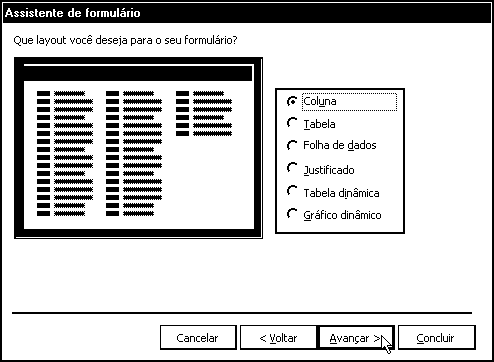 Assistente de formulário
Que layout você deseja para o seu formulário?
Coluna
Tabela
Folha de dados
Justificado
Tabela dinâmica
Gráfico dinâmico
Cancelar
< Voltar
Avançar >
Concluir